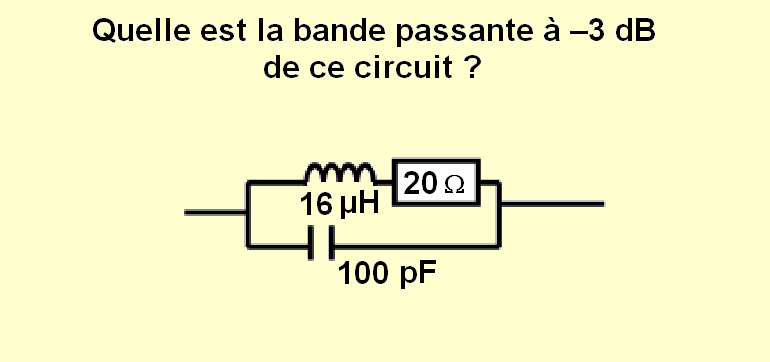 Quelle est la bande passante à –3 dB
de ce circuit ?
20 Ω
16 µH
100 pF